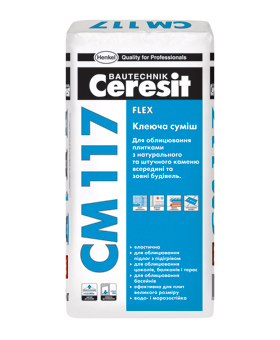 Henkel
Quality for Professionals
BAUTECHNIK
Ceresit
CM 117
FLEX
Клеюча суміш
Для облицювання
плитками
з натурального
та штучного каменю
всередині та
зовні будівель.
• еластична
• для облицювання
підлог з підігрівом
• для облицювання
цоколів, балконів і терас
• для облицювання
басейнів
• ефективна для плит
великого розміру
• водо- і морозостійка